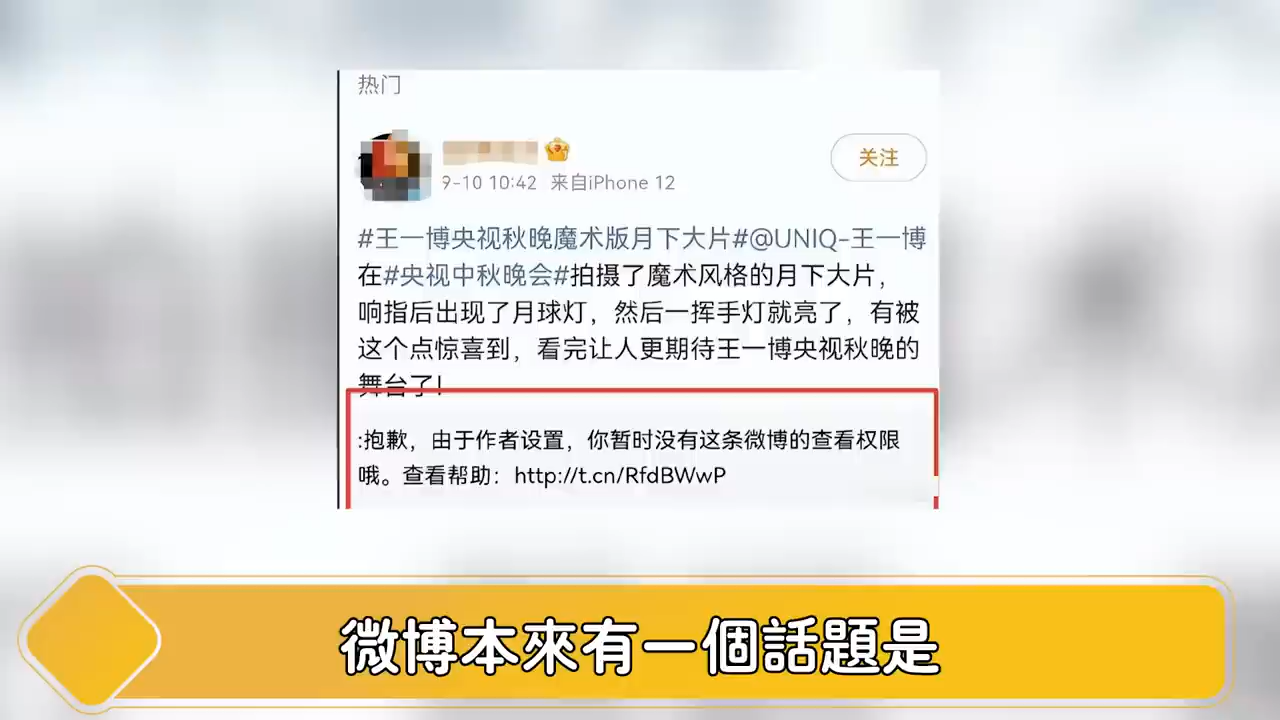 热门
9-10 10:42 来自iPhone 12
关注
#王一博央视秋晚魔术版月下大片#@UNIQ-王一博
在#央视中秋晚会#拍摄了魔术风格的月下大片，
响指后出现了月球灯，然后一挥手灯就亮了，有被
这个点惊喜到，看完让人更期待王一博央视秋晚的
舞台了！
:抱歉，由于作者设置，你暂时没有这条微博的查看权限
哦。查看帮助：http://t.cn/RfdBWwP
微博本來有一個話題是